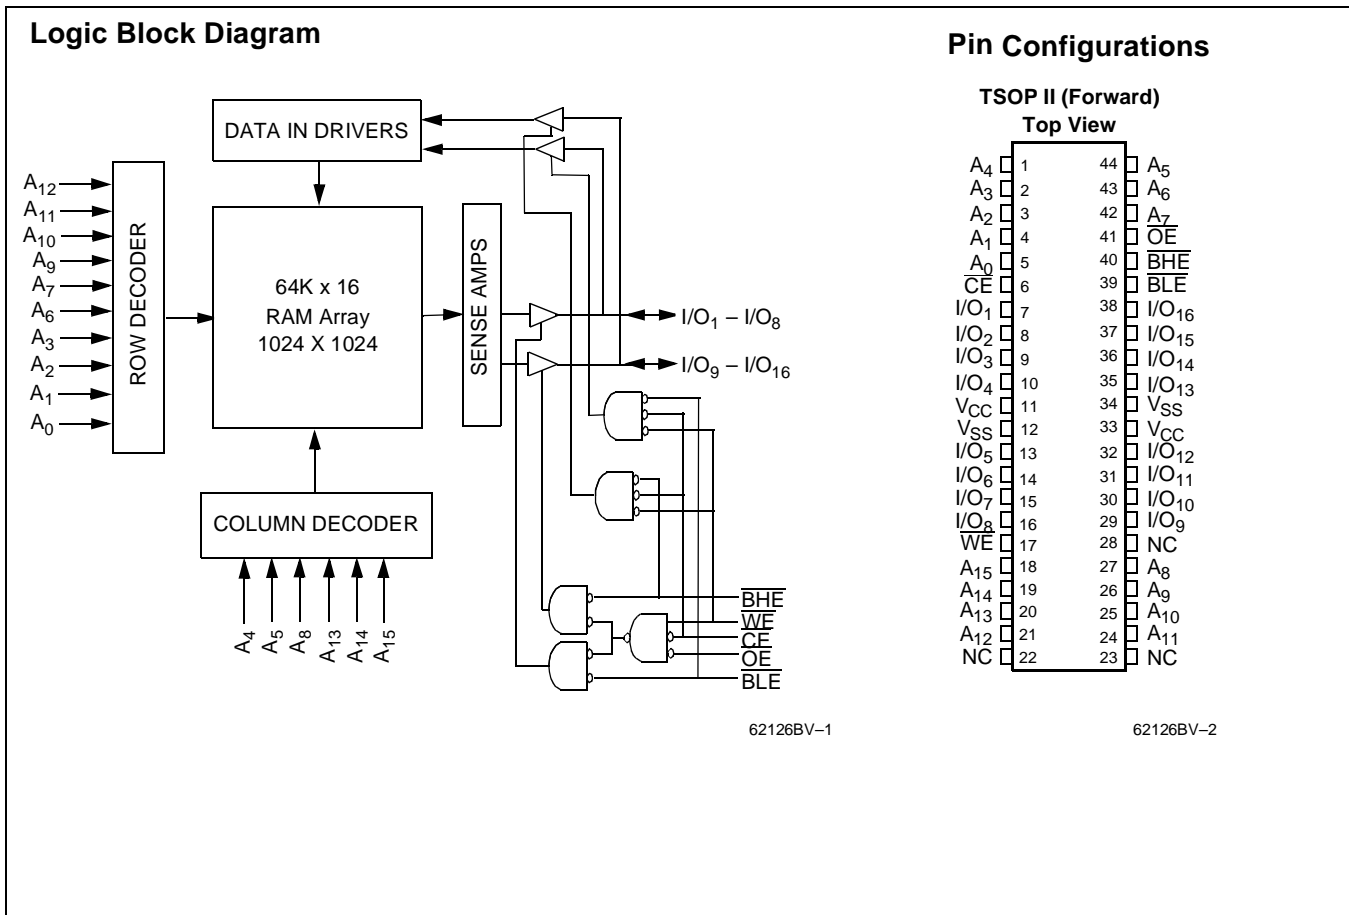 Logic Block Diagram
DATA IN DRIVERS
A12
A11
A10
A9
A7
A6
A3
A2
A1
A0
ROW DECODER
64K x 16
RAM Array
1024 X 1024
SENSE AMPS
I/O1 – I/O8
I/O9 – I/O16
COLUMN DECODER
A4
A5
A8
A13
A14
A15
BHE
WE
CE
OE
BLE
62126BV–1
Pin Configurations
TSOP II (Forward)
Top View
A4 1 44 A5
A3 2 43 A6
A2 3 42 A7
A1 4 41 OE
A0 5 40 BHE
CE 6 39 BLE
I/O1 7 38 I/O16
I/O2 8 37 I/O15
I/O3 9 36 I/O14
I/O4 10 35 I/O13
VCC 11 34 VSS
VSS 12 33 VCC
I/O5 13 32 I/O12
I/O6 14 31 I/O11
I/O7 15 30 I/O10
I/O8 16 29 I/O9
WE 17 28 NC
A15 18 27 A8
A14 19 26 A9
A13 20 25 A10
A12 21 24 A11
NC 22 23 NC
62126BV–2